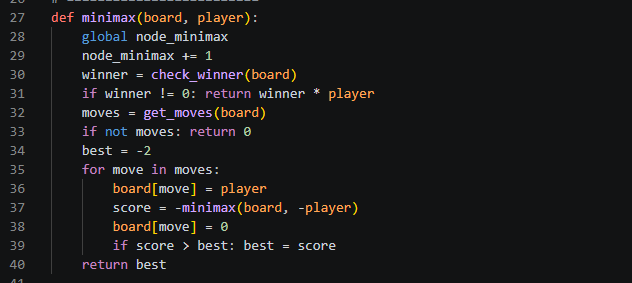 27 def minimax(board, player):
28     global node_minimax
29     node_minimax += 1
30     winner = check_winner(board)
31     if winner != 0: return winner * player
32     moves = get_moves(board)
33     if not moves: return 0
34     best = -2
35     for move in moves:
36         board[move] = player
37         score = -minimax(board, -player)
38         board[move] = 0
39         if score > best: best = score
40     return best